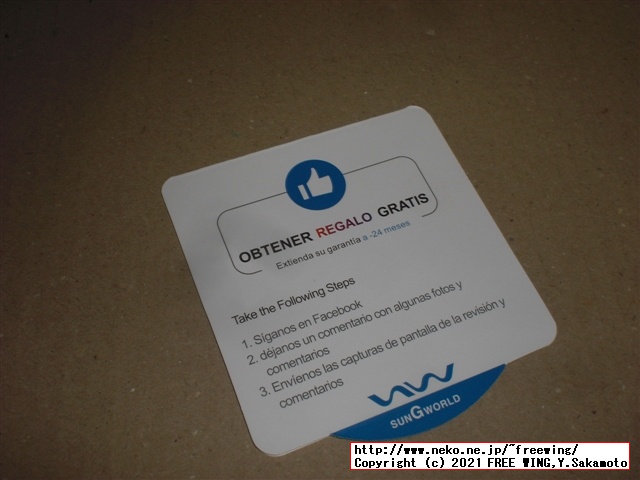 OBTENER REGALO GRATIS
Extienda su garantía a -24 meses
Take the Following Steps
1. Síganos en Facebook
2. déjanos un comentario con algunas fotos y
comentarios
3. Envíenos las capturas de pantalla de la revisión y
comentarios
SUNGWORLD
http://www.neko.ne.jp/~freewing/
Copyright (c) 2021 FREE WING,Y.Sakamoto